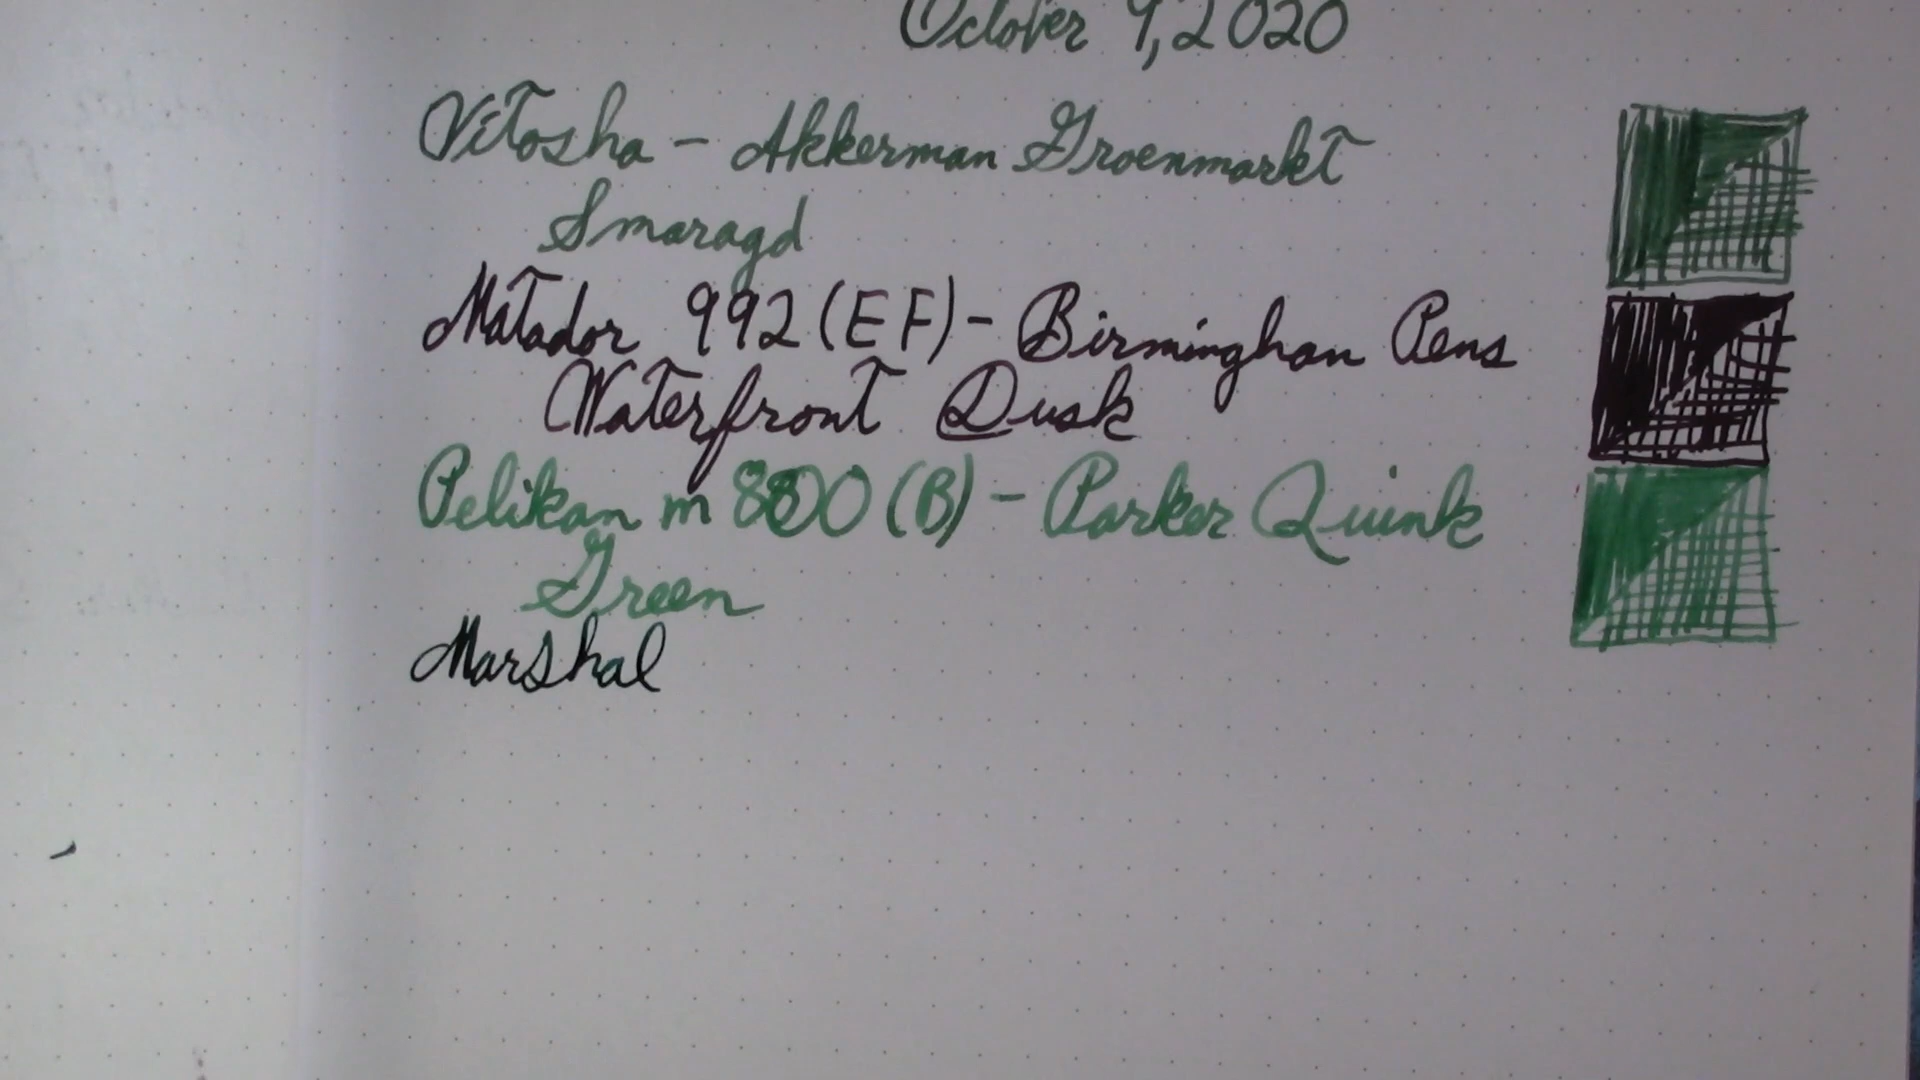 October 9, 2020
Vitosha - Akkerman Groenmarkt
Smaragd
Matador 992 (EF) - Birmingham Pens
Waterfront Dusk
Pelikan m 800 (B) - Parker Quink
Green
Marshal